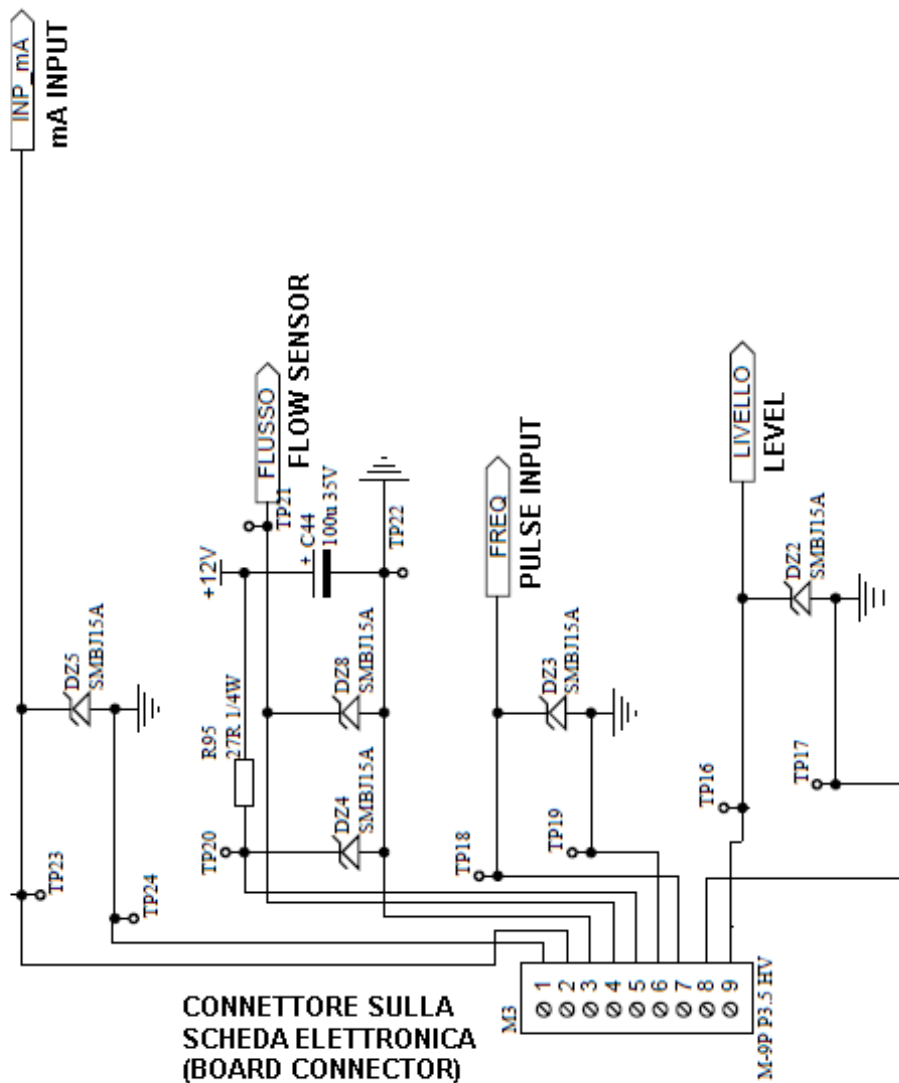 INP_mA
mA INPUT
DZ5
SMBJ15A
TP23
TP24
FLUSSO
FLOW SENSOR
TP21
+12V
+ C44
100u 35V
TP22
R95
27R 1/4W
DZ8
SMBJ15A
DZ4
SMBJ15A
TP20
FREQ
PULSE INPUT
DZ3
SMBJ15A
TP18
TP19
LIVELLO
LEVEL
DZ2
SMBJ15A
TP16
TP17
M3
1
2
3
4
5
6
7
8
9
M-9P P3.5 HV
CONNETTORE SULLA
SCHEDA ELETTRONICA
(BOARD CONNECTOR)